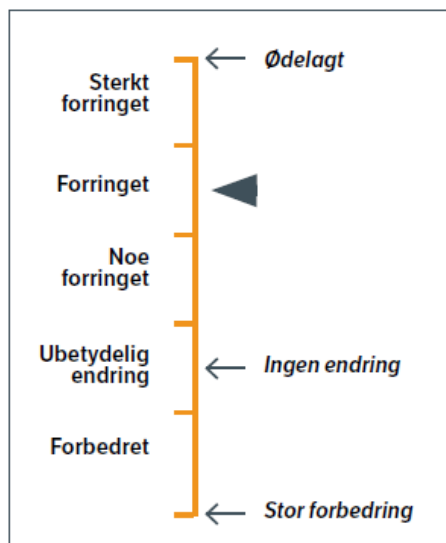 Ødelagt
Sterkt
forringet
Forringet
Noe
forringet
Ubetydelig
endring
Ingen endring
Forbedret
Stor forbedring